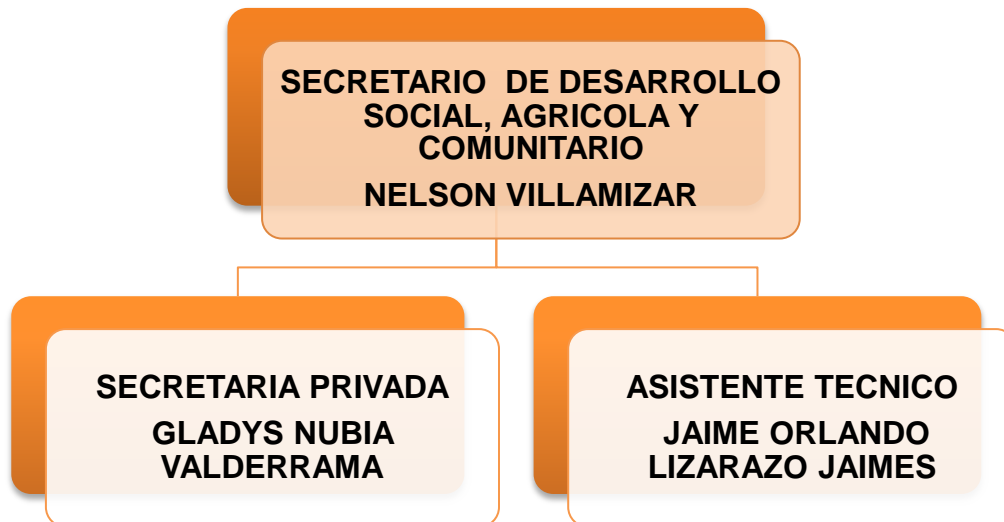 SECRETARIO DE DESARROLLO
SOCIAL, AGRICOLA Y
COMUNITARIO
NELSON VILLAMIZAR
SECRETARIA PRIVADA
GLADYS NUBIA
VALDERRAMA
ASISTENTE TECNICO
JAIME ORLANDO
LIZARAZO JAIMES